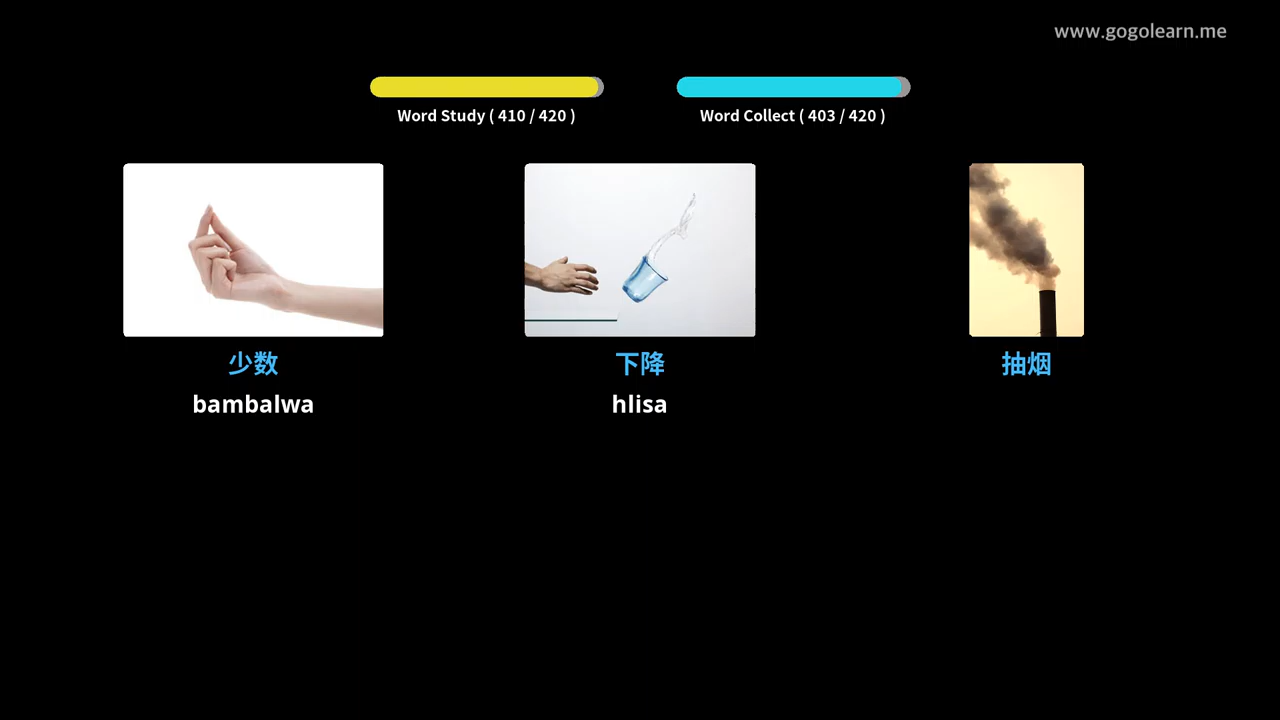 www.gogolearn.me
Word Study ( 410 / 420 )
Word Collect ( 403 / 420 )
少数
下降
抽烟
bambalwa
hlisa